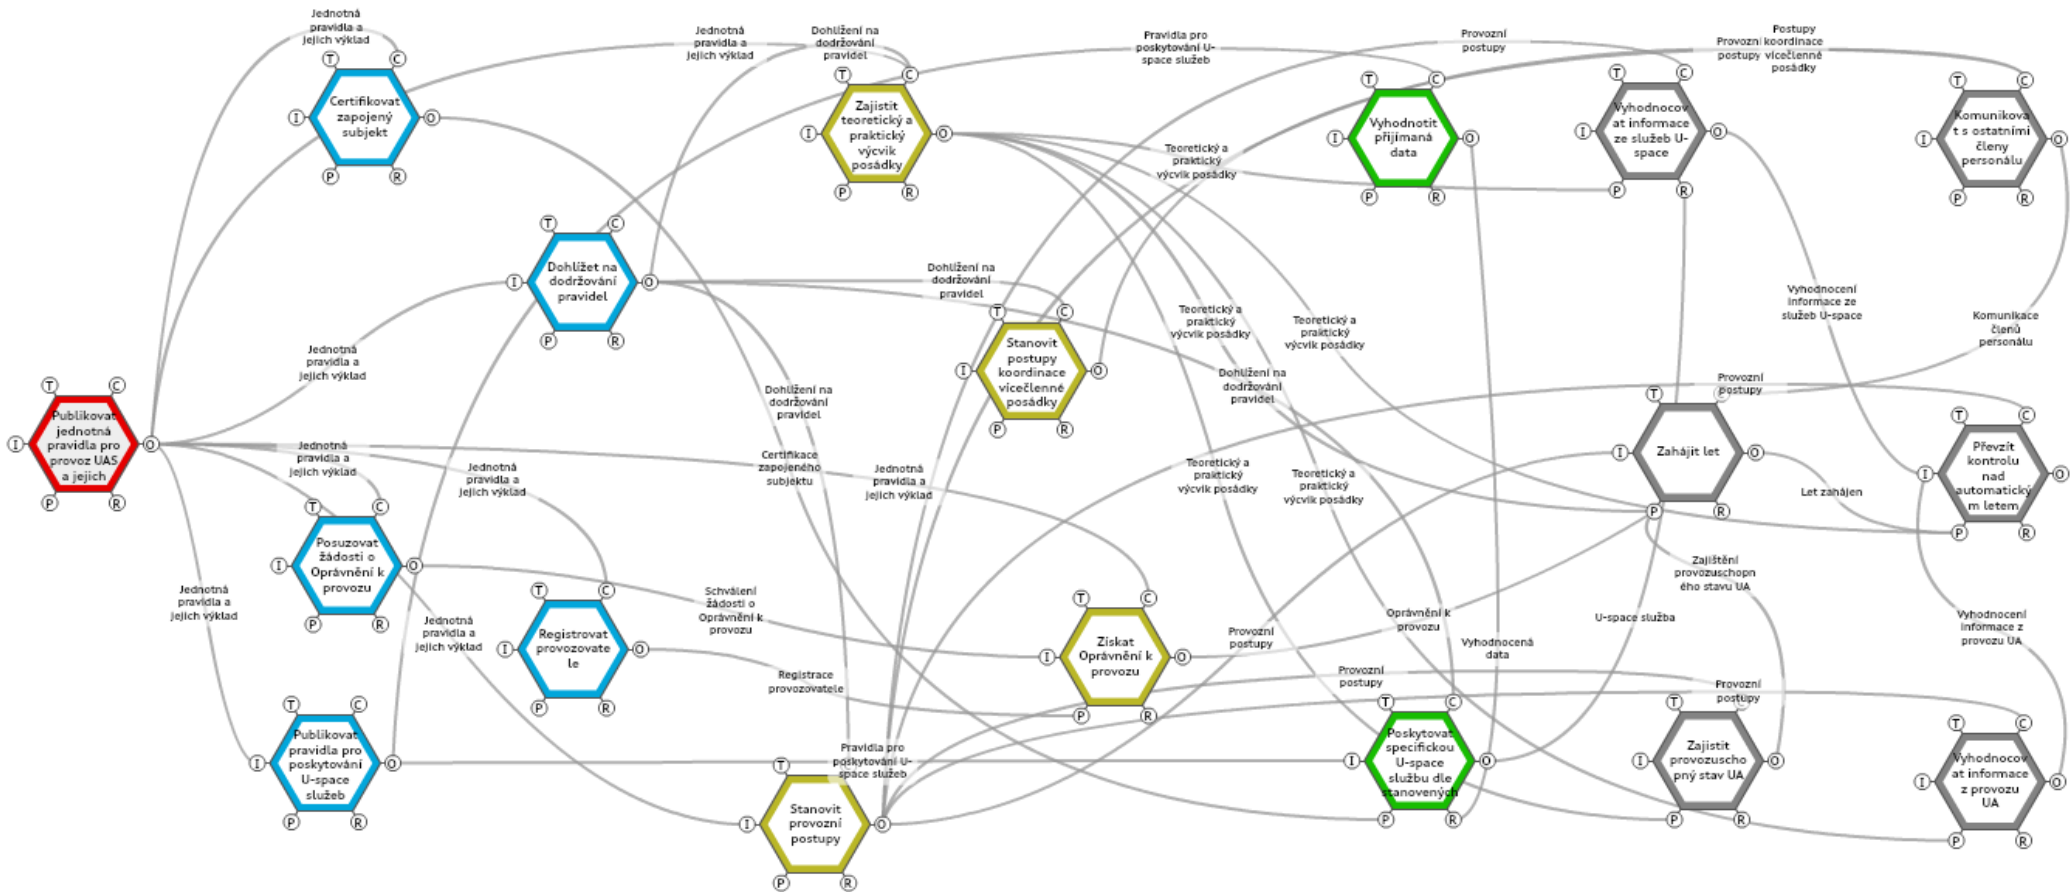 Jednotná
pravidla a
jejich výklad
Jednotná
pravidla a
jejich výklad
Dohlížení na
dodržování
pravidel
Pravidla pro
poskytování U-
space služeb
Provozní
postupy
Provozní
postupy
Postupy
koordinace
vícečlenné
posádky
T
C
I
O
P
R
Certifikovat
zapojený
subjekt
T
C
I
O
P
R
Zajistit
teoretický a
praktický
výcvik
posádky
T
C
I
O
P
R
Vyhodnotit
přijímaná
data
T
C
I
O
P
R
Vyhodnocov
at informace
ze služeb U-
space
T
C
I
O
P
R
Komunikova
t s ostatními
členy
personálu
Teoretický a
praktický
výcvik posádky
T
C
I
O
P
R
Dohlížet na
dodržování
pravidel
Dohlížení na
dodržování
pravidel
T
C
I
O
P
R
Stanovit
postupy
koordinace
vícečlenné
posádky
Teoretický a
praktický
výcvik posádky
Teoretický a
praktický
výcvik posádky
Vyhodnocení
informace ze
služeb U-space
Komunikace
členů
personálu
Jednotná
pravidla a
jejich výklad
Dohlížení na
dodržování
pravidel
Dohlížení na
dodržování
pravidel
Provozní
postupy
T
C
I
O
P
R
Publikovat
jednotná
pravidla pro
provoz UAS
a jejich
Jednotná
pravidla a
jejich výklad
Jednotná
pravidla a
jejich výklad
Certifikace
zapojeného
subjektu
Jednotná
pravidla a
jejich výklad
Teoretický a
praktický
výcvik posádky
Teoretický a
praktický
výcvik posádky
T
I
O
P
R
Zahájit let
Let zahájen
T
C
I
O
P
R
Převzít
kontrolu
nad
automatický
m letem
T
C
I
O
P
R
Posuzovat
žádosti o
Oprávnění k
provozu
Jednotná
pravidla a
jejich výklad
Jednotná
pravidla a
jejich výklad
T
C
I
O
P
R
Registrovat
provozovate
le
Schválení
žádosti o
Oprávnění k
provozu
Registrace
provozovatele
T
C
I
O
P
R
Získat
Oprávnění k
provozu
Provozní
postupy
Oprávnění k
provozu
Vyhodnocená
data
U-space služba
Zajištění
provozuschopn
ého stavu UA
Vyhodnocení
informace z
provozu UA
Provozní
postupy
Provozní
postupy
T
C
I
O
P
R
Publikovat
pravidla pro
poskytování
U-space
služeb
Pravidla pro
poskytování U-
space služeb
T
I
O
P
R
Stanovit
provozní
postupy
T
C
I
O
P
R
Poskytovat
specifickou
U-space
službu dle
stanovených
T
I
O
P
R
Zajistit
provozuscho
pný stav UA
T
C
I
O
P
R
Vyhodnocov
at informace
z provozu
UA